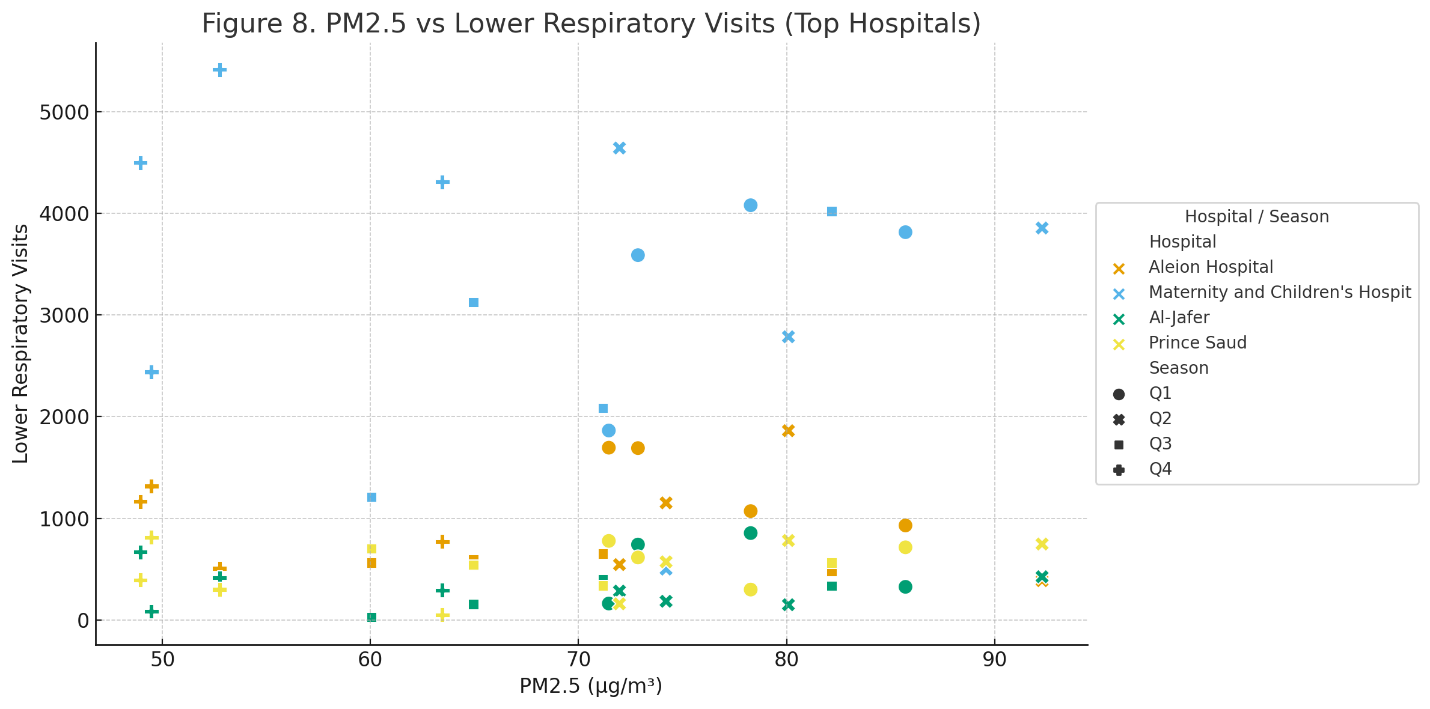 Figure 8. PM2.5 vs Lower Respiratory Visits (Top Hospitals)
Lower Respiratory Visits
5000
4000
3000
2000
1000
0
50 60 70 80 90
PM2.5 (µg/m³)
Hospital / Season
Hospital
Aleion Hospital
Maternity and Children's Hospit
Al-Jafer
Prince Saud
Season
Q1
Q2
Q3
Q4